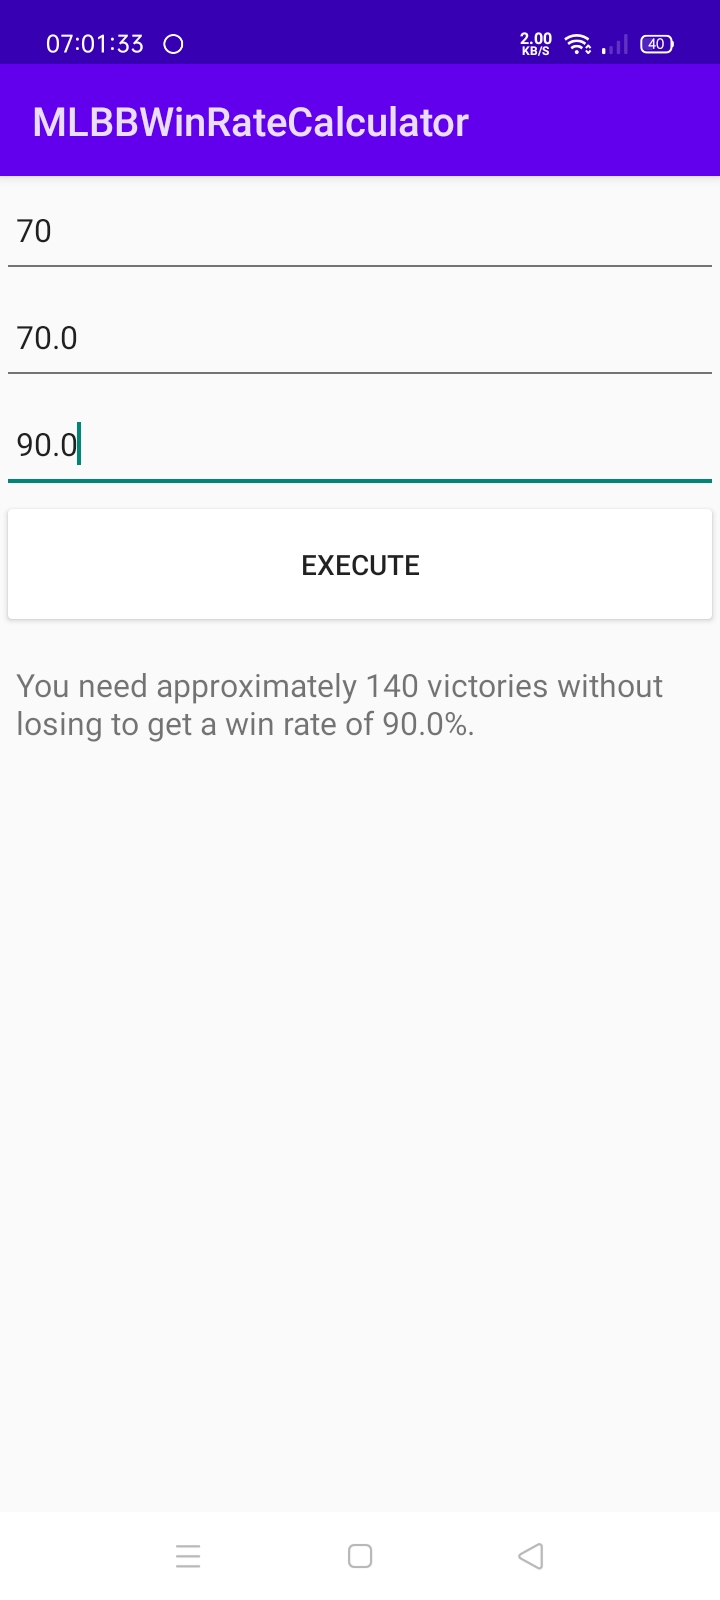 07:01:33
2.00
KB/S
40
MLBBWinRateCalculator
70
70.0
90.0
EXECUTE
You need approximately 140 victories without
losing to get a win rate of 90.0%.